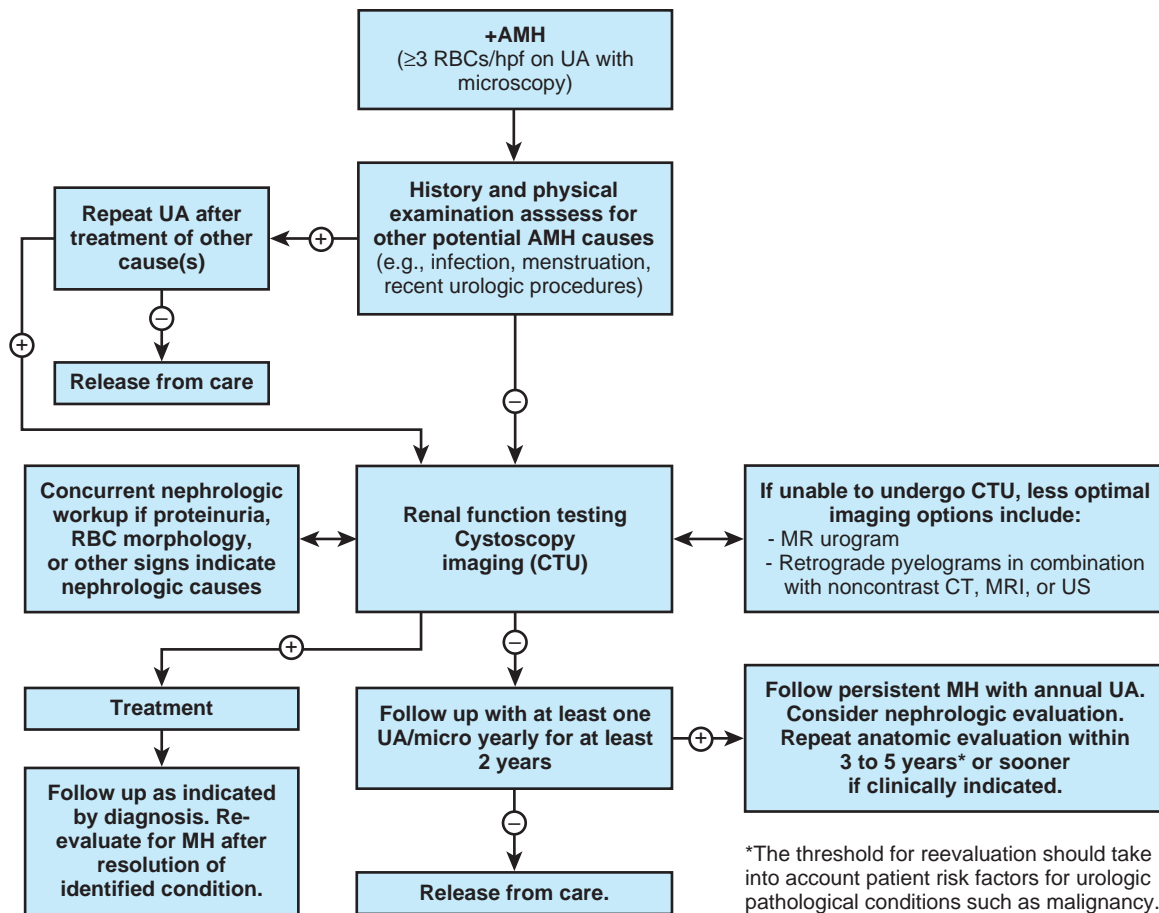 +AMH
(≥3 RBCs/hpf on UA with
microscopy)
History and physical
examination asssess for
other potential AMH causes
(e.g., infection, menstruation,
recent urologic procedures)
+
Repeat UA after
treatment of other
cause(s)
−
+
Release from care
−
Concurrent nephrologic
workup if proteinuria,
RBC morphology,
or other signs indicate
nephrologic causes
Renal function testing
Cystoscopy
imaging (CTU)
If unable to undergo CTU, less optimal
imaging options include:
- MR urogram
- Retrograde pyelograms in combination
with noncontrast CT, MRI, or US
+
−
Treatment
Follow up with at least one
UA/micro yearly for at least
2 years
+
Follow persistent MH with annual UA.
Consider nephrologic evaluation.
Repeat anatomic evaluation within
3 to 5 years* or sooner
if clinically indicated.
Follow up as indicated
by diagnosis. Re-
evaluate for MH after
resolution of
identified condition.
−
Release from care.
*The threshold for reevaluation should take
into account patient risk factors for urologic
pathological conditions such as malignancy.